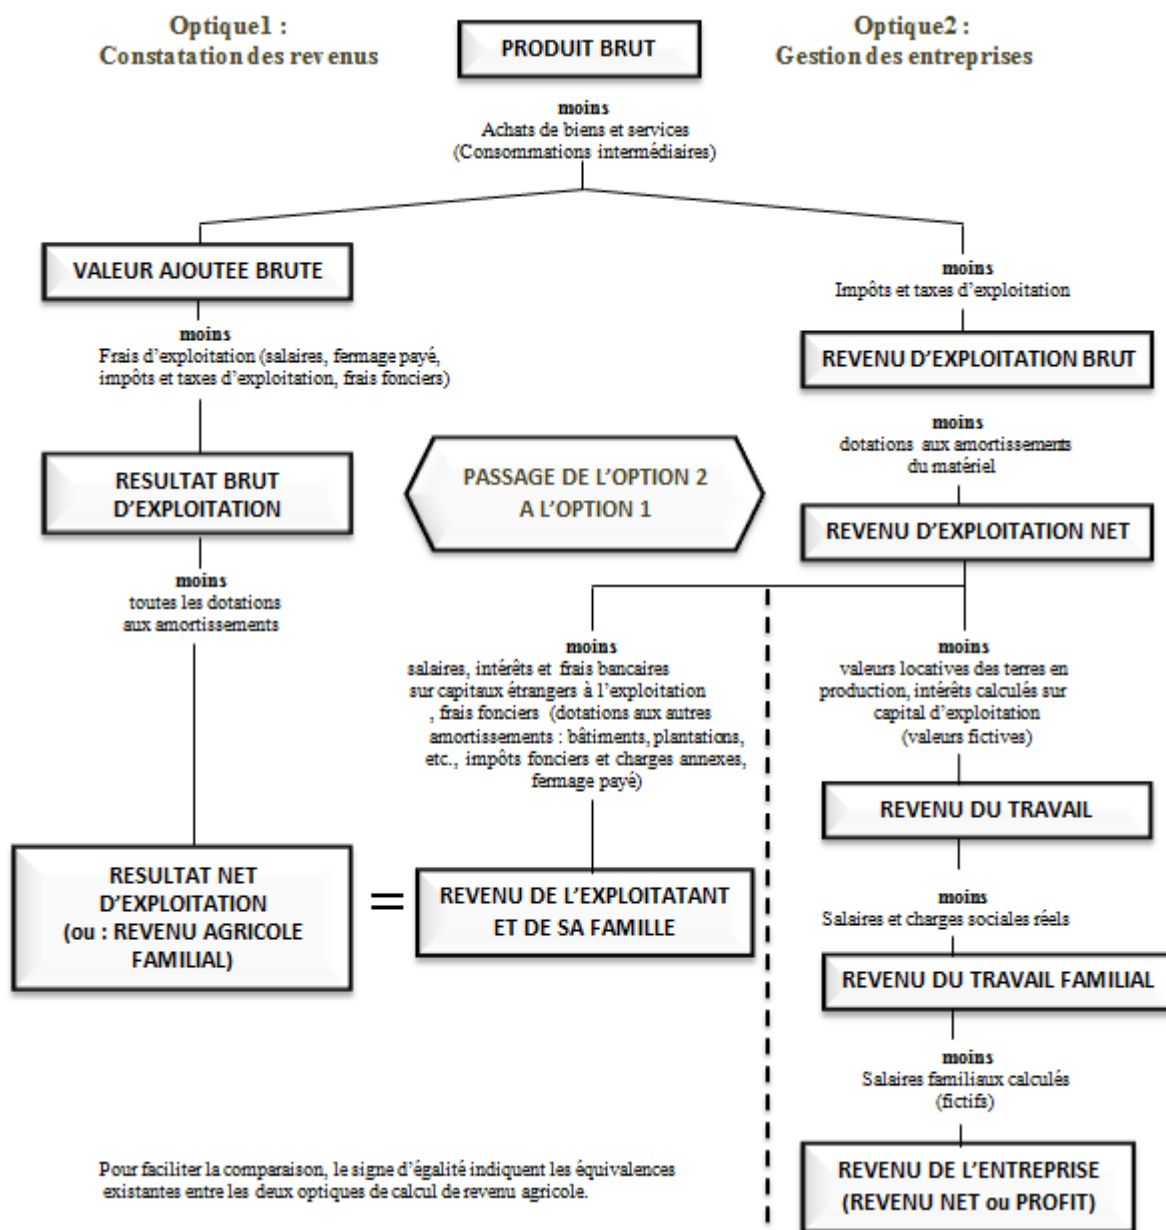 Optique1 :
Constatation des revenus
PRODUIT BRUT
Optique2 :
Gestion des entreprises
moins
Achats de biens et services
(Consommations intermédiaires)
VALEUR AJOUTEE BRUTE
moins
Frais d'exploitation (salaires, fermage payé,
impôts et taxes d'exploitation, frais fonciers)
RESULTAT BRUT
D'EXPLOITATION
moins
toutes les dotations
aux amortissements
RESULTAT NET
D'EXPLOITATION
(ou : REVENU AGRICOLE
FAMILIAL)
=
PASSAGE DE L'OPTION 2
A L'OPTION 1
moins
salaires, intérêts et frais bancaires
sur capitaux étrangers à l'exploitation
, frais fonciers (dotations aux autres
amortissements : bâtiments, plantations,
etc., impôts fonciers et charges annexes,
fermage payé)
REVENU DE L'EXPLOITATANT
ET DE SA FAMILLE
moins
Impôts et taxes d'exploitation
REVENU D'EXPLOITATION BRUT
moins
dotations aux amortissements
du matériel
REVENU D'EXPLOITATION NET
moins
valeurs locatives des terres en
production, intérêts calculés sur
capital d'exploitation
(valeurs fictives)
REVENU DU TRAVAIL
moins
Salaires et charges sociales réels
REVENU DU TRAVAIL FAMILIAL
moins
Salaires familiaux calculés
(fictifs)
REVENU DE L'ENTREPRISE
(REVENU NET ou PROFIT)
Pour faciliter la comparaison, le signe d'égalité indiquent les équivalences
existantes entre les deux optiques de calcul de revenu agricole.